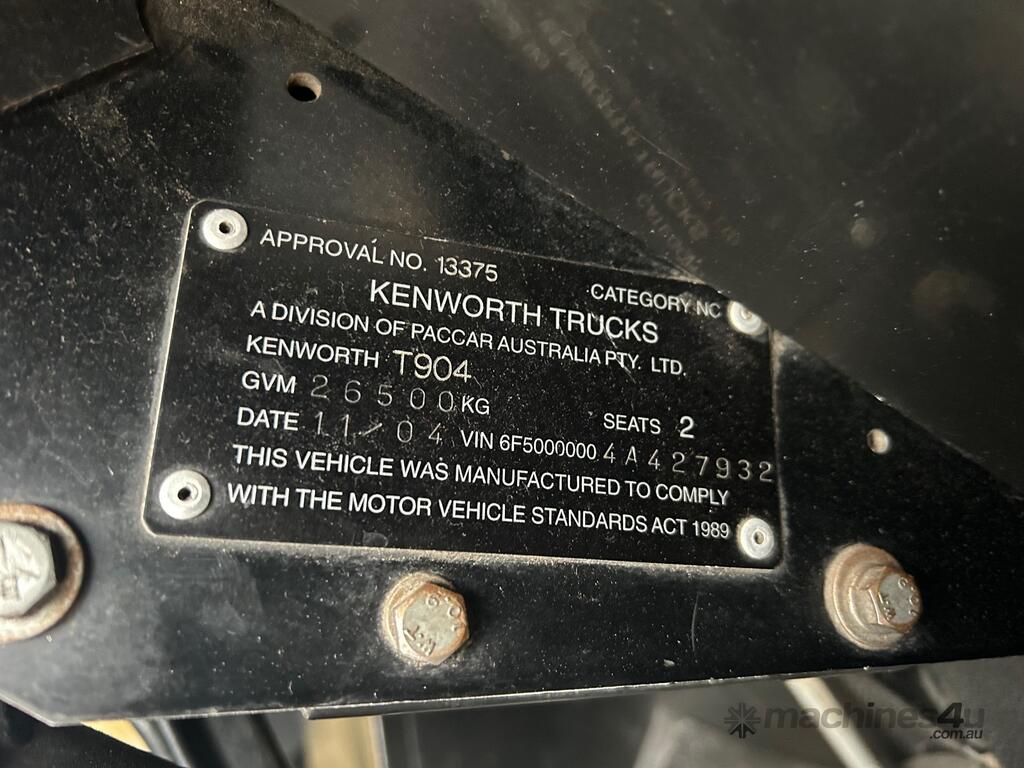 APPROVAL NO. 13375
CATEGORY NC
KENWORTH TRUCKS
A DIVISION OF PACCAR AUSTRALIA PTY. LTD.
KENWORTH T904
GVM 26500 KG SEATS 2
DATE 11/04 VIN 6F5000000 4A427932
THIS VEHICLE WAS MANUFACTURED TO COMPLY
WITH THE MOTOR VEHICLE STANDARDS ACT 1989
machines4u
.com.au